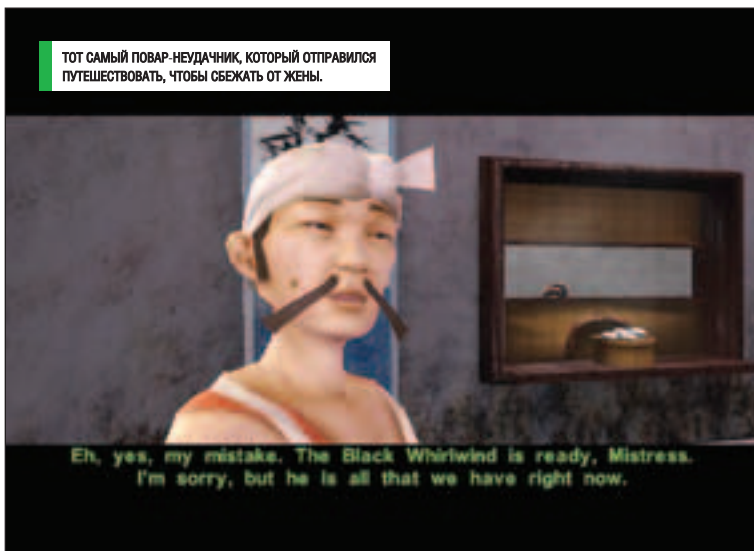 ТОТ САМЫЙ ПОВАР-НЕУДАЧНИК, КОТОРЫЙ ОТПРАВИЛСЯ
ПУТЕШЕСТВОВАТЬ, ЧТОБЫ СБЕЖАТЬ ОТ ЖЕНЫ.
Eh, yes, my mistake. The Black Whirlwind is ready, Mistress.
I'm sorry, but he is all that we have right now.